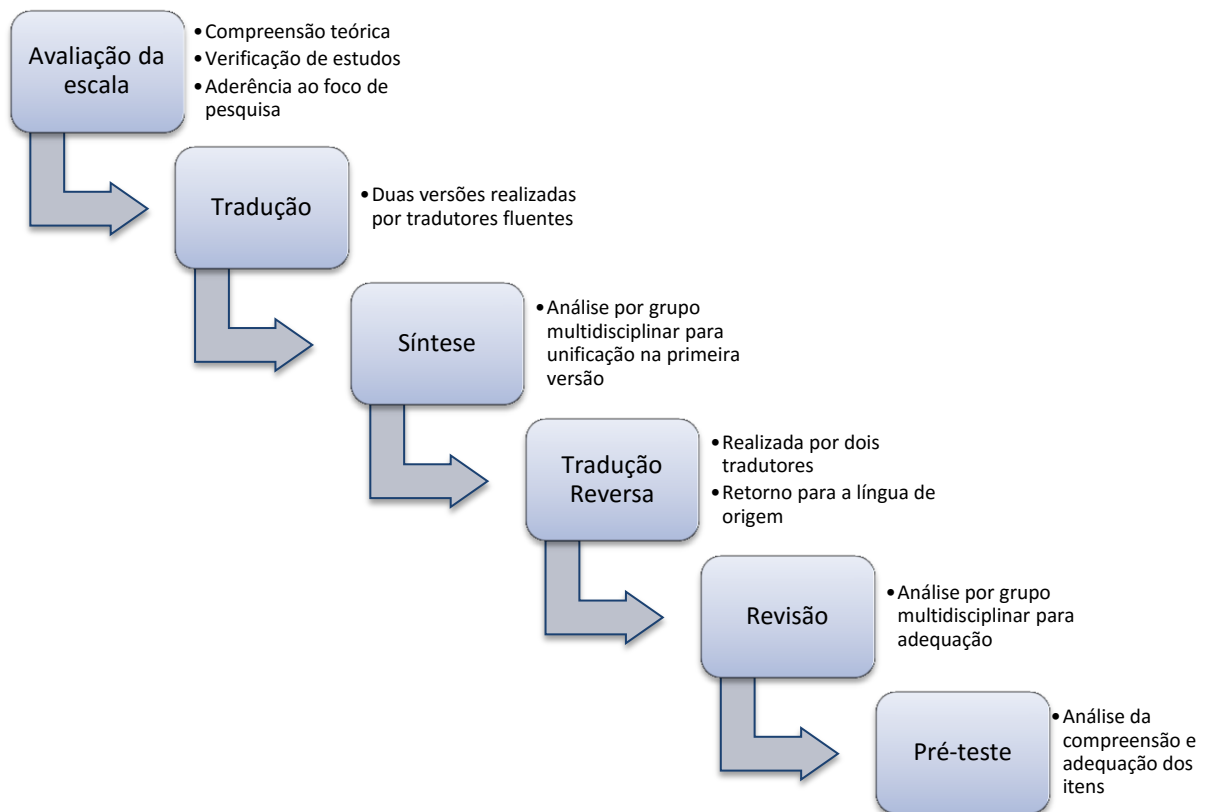 Avaliação da
escala
•Compreensão teórica
•Verificação de estudos
•Aderência ao foco de
pesquisa
Tradução
•Duas versões realizadas
por tradutores fluentes
Síntese
•Análise por grupo
multidisciplinar para
unificação na primeira
versão
Tradução
Reversa
•Realizada por dois
tradutores
•Retorno para a língua de
origem
Revisão
•Análise por grupo
multidisciplinar para
adequação
Pré-teste
•Análise da
compreensão e
adequação dos
itens